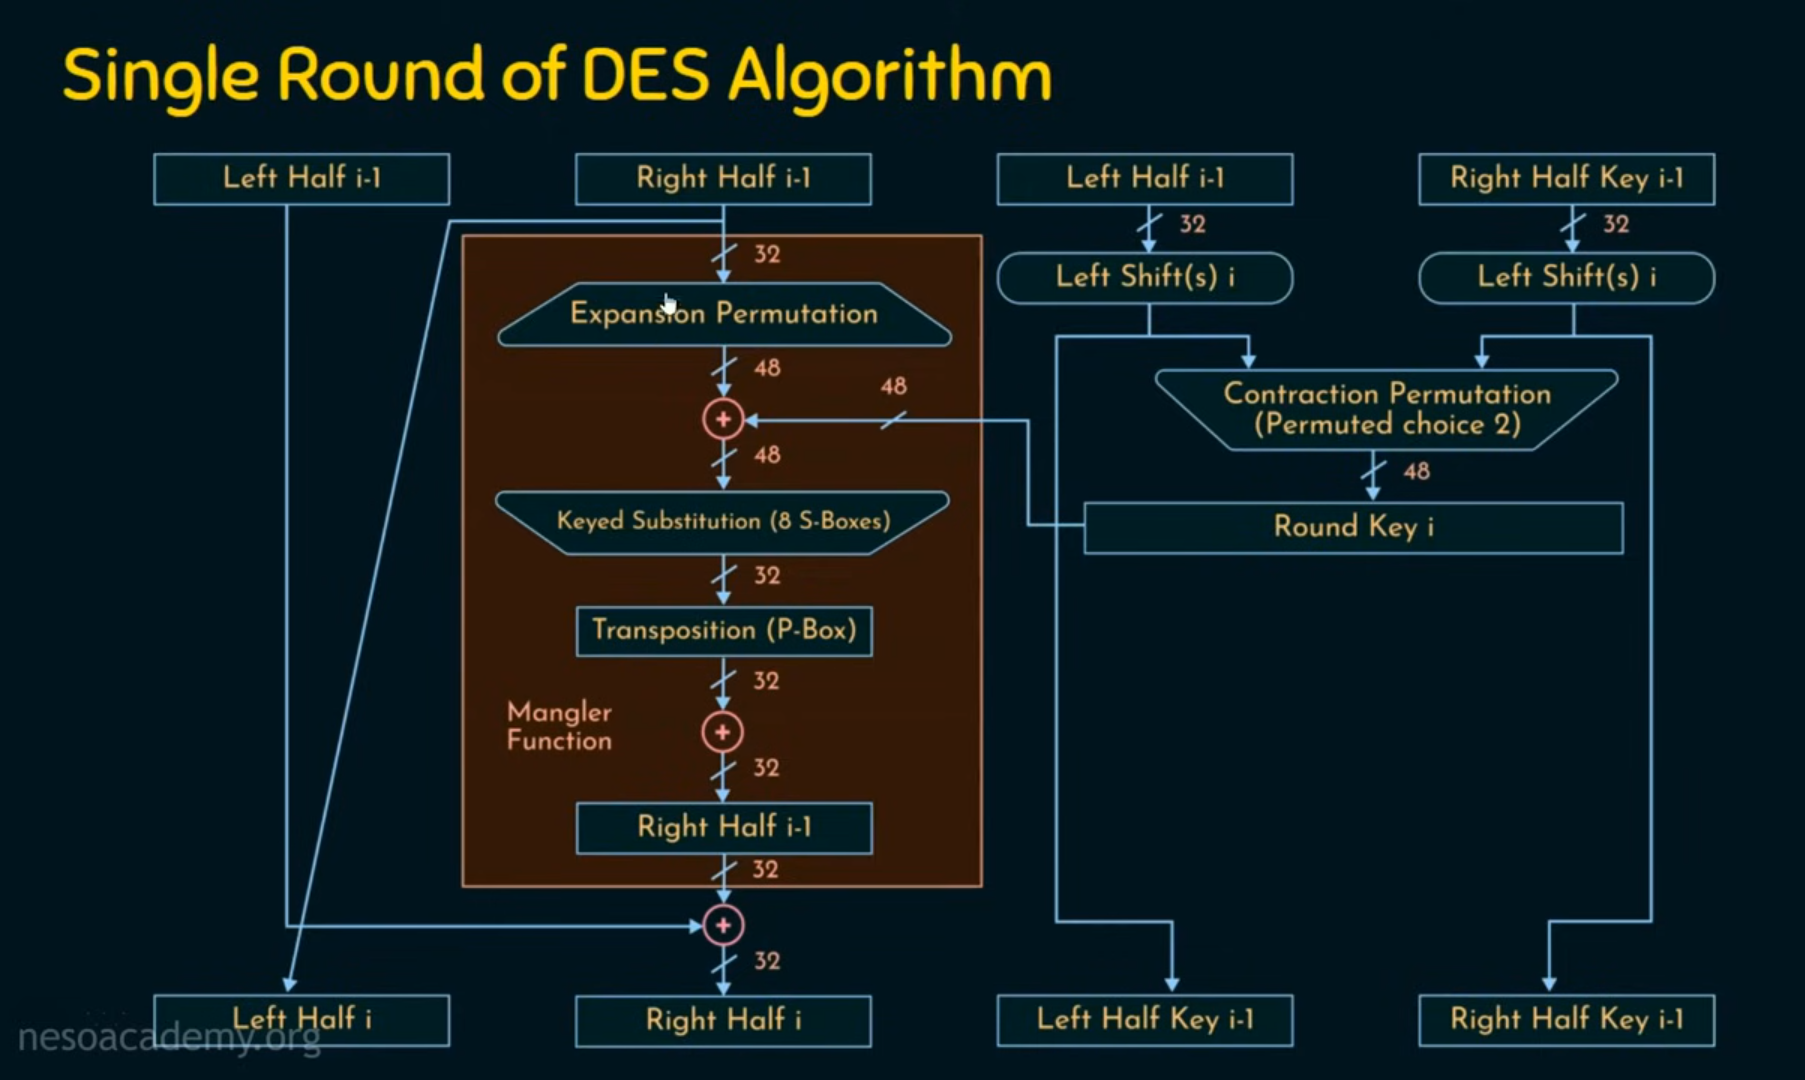 Single Round of DES Algorithm
Left Half i-1
Right Half i-1
Left Half i-1
Right Half Key i-1
32
32
32
Left Shift(s) i
Left Shift(s) i
Expansion Permutation
48
48
Contraction Permutation
(Permuted choice 2)
+
48
48
Keyed Substitution (8 S-Boxes)
Round Key i
32
Transposition (P-Box)
32
Mangler
Function
+
32
Right Half i-1
32
+
32
Left Half i
Right Half i
Left Half Key i-1
Right Half Key i-1
nesoacademy.org